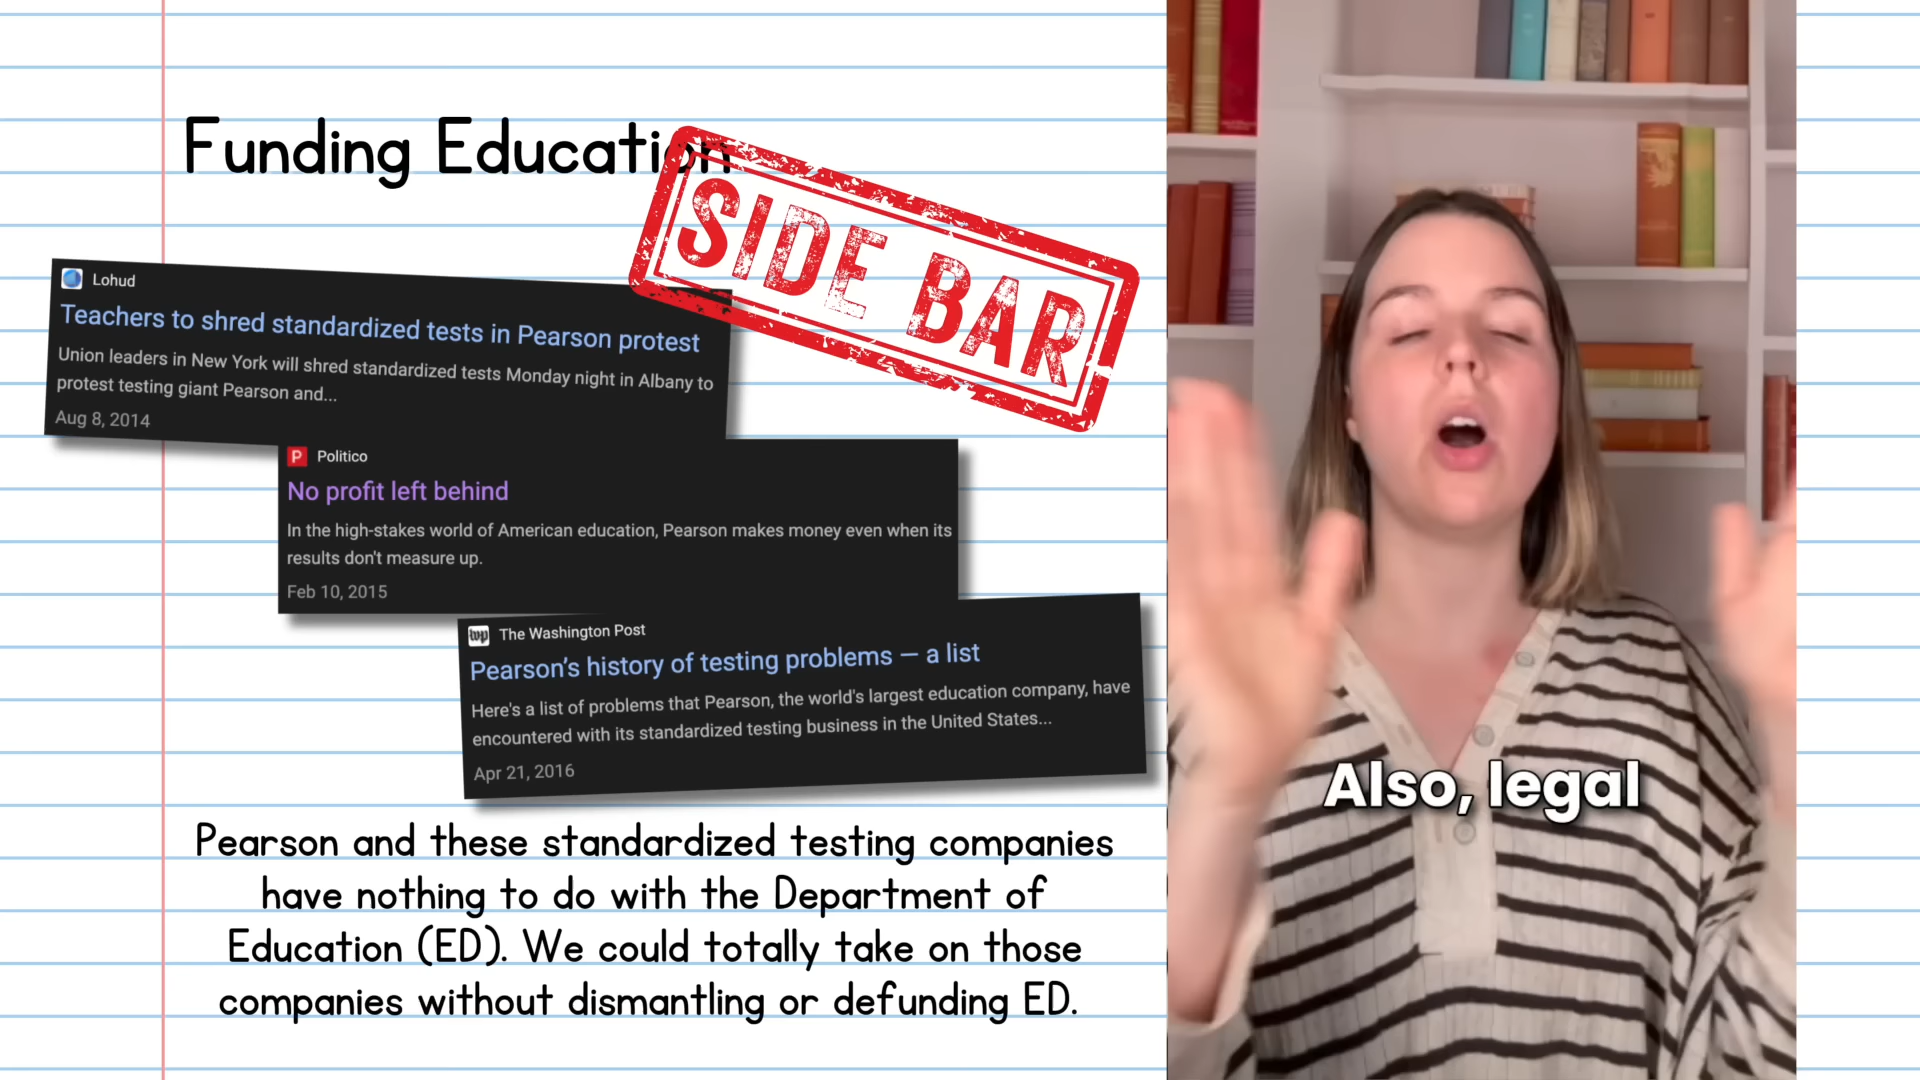 Funding Education
SIDE BAR
Lohud
Teachers to shred standardized tests in Pearson protest
Union leaders in New York will shred standardized tests Monday night in Albany to
protest testing giant Pearson and...
Aug 8, 2014
P Politico
No profit left behind
In the high-stakes world of American education, Pearson makes money even when its
results don't measure up.
Feb 10, 2015
wp The Washington Post
Pearson's history of testing problems — a list
Here's a list of problems that Pearson, the world's largest education company, have
encountered with its standardized testing business in the United States...
Apr 21, 2016
Pearson and these standardized testing companies
have nothing to do with the Department of
Education (ED). We could totally take on those
companies without dismantling or defunding ED.
Also, legal